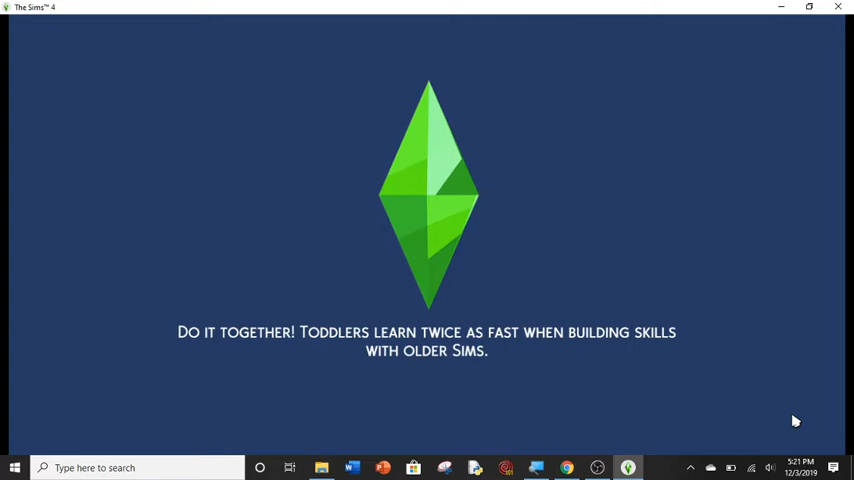 The Sims™ 4
DO IT TOGETHER! TODDLERS LEARN TWICE AS FAST WHEN BUILDING SKILLS
WITH OLDER SIMS.
Type here to search
5:21 PM
12/3/2019